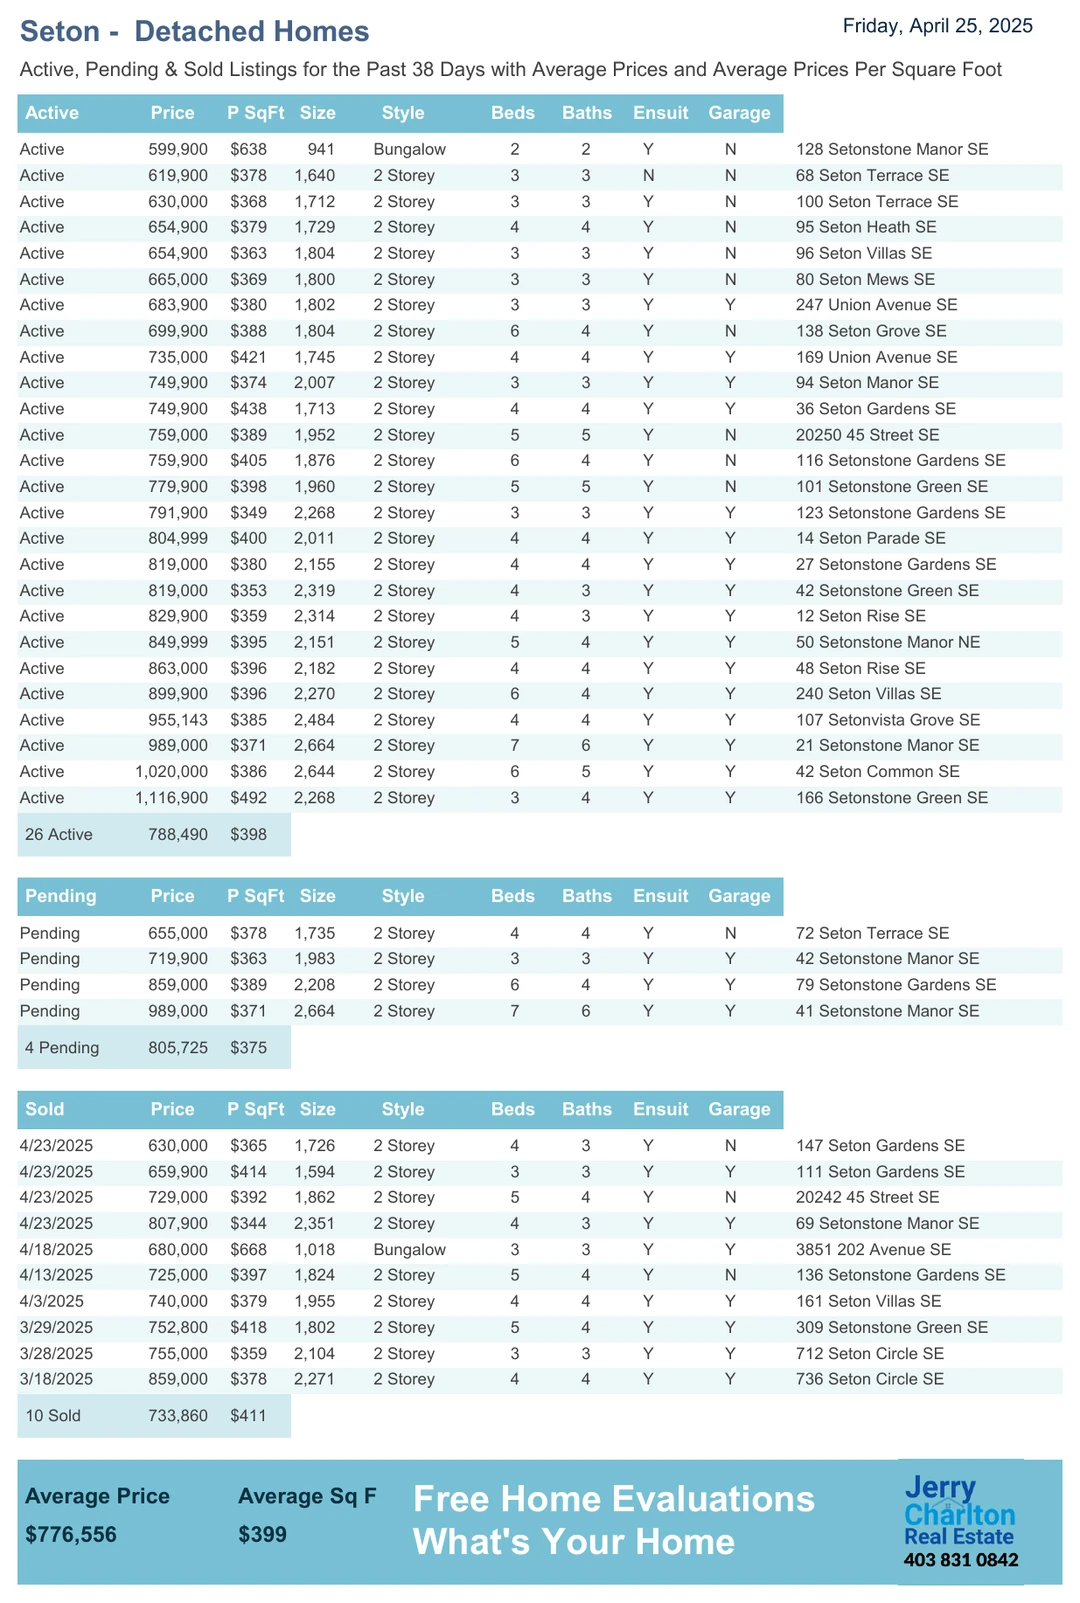 Seton - Detached Homes
Friday, April 25, 2025
Active, Pending & Sold Listings for the Past 38 Days with Average Prices and Average Prices Per Square Foot
Active Price P SqFt Size Style Beds Baths Ensuit Garage
Active 599,900 $638 941 Bungalow 2 2 Y N 128 Setonstone Manor SE
Active 619,900 $378 1,640 2 Storey 3 3 N N 68 Seton Terrace SE
Active 630,000 $368 1,712 2 Storey 3 3 Y N 100 Seton Terrace SE
Active 654,900 $379 1,729 2 Storey 4 4 Y N 95 Seton Heath SE
Active 654,900 $363 1,804 2 Storey 3 3 Y N 96 Seton Villas SE
Active 665,000 $369 1,800 2 Storey 3 3 Y N 80 Seton Mews SE
Active 683,900 $380 1,802 2 Storey 3 3 Y Y 247 Union Avenue SE
Active 699,900 $388 1,804 2 Storey 6 4 Y N 138 Seton Grove SE
Active 735,000 $421 1,745 2 Storey 4 4 Y Y 169 Union Avenue SE
Active 749,900 $374 2,007 2 Storey 3 3 Y Y 94 Seton Manor SE
Active 749,900 $438 1,713 2 Storey 4 4 Y Y 36 Seton Gardens SE
Active 759,000 $389 1,952 2 Storey 5 5 Y N 20250 45 Street SE
Active 759,900 $405 1,876 2 Storey 6 4 Y N 116 Setonstone Gardens SE
Active 779,900 $398 1,960 2 Storey 5 5 Y N 101 Setonstone Green SE
Active 791,900 $349 2,268 2 Storey 3 3 Y Y 123 Setonstone Gardens SE
Active 804,999 $400 2,011 2 Storey 4 4 Y Y 14 Seton Parade SE
Active 819,000 $380 2,155 2 Storey 4 4 Y Y 27 Setonstone Gardens SE
Active 819,000 $353 2,319 2 Storey 4 3 Y Y 42 Setonstone Green SE
Active 829,900 $359 2,314 2 Storey 4 3 Y Y 12 Seton Rise SE
Active 849,999 $395 2,151 2 Storey 5 4 Y Y 50 Setonstone Manor NE
Active 863,000 $396 2,182 2 Storey 4 4 Y Y 48 Seton Rise SE
Active 899,900 $396 2,270 2 Storey 6 4 Y Y 240 Seton Villas SE
Active 955,143 $385 2,484 2 Storey 4 4 Y Y 107 Setonvista Grove SE
Active 989,000 $371 2,664 2 Storey 7 6 Y Y 21 Setonstone Manor SE
Active 1,020,000 $386 2,644 2 Storey 6 5 Y Y 42 Seton Common SE
Active 1,116,900 $492 2,268 2 Storey 3 4 Y Y 166 Setonstone Green SE
26 Active 788,490 $398
Pending Price P SqFt Size Style Beds Baths Ensuit Garage
Pending 655,000 $378 1,735 2 Storey 4 4 Y N 72 Seton Terrace SE
Pending 719,900 $363 1,983 2 Storey 3 3 Y Y 42 Setonstone Manor SE
Pending 859,000 $389 2,208 2 Storey 6 4 Y Y 79 Setonstone Gardens SE
Pending 989,000 $371 2,664 2 Storey 7 6 Y Y 41 Setonstone Manor SE
4 Pending 805,725 $375
Sold Price P SqFt Size Style Beds Baths Ensuit Garage
4/23/2025 630,000 $365 1,726 2 Storey 4 3 Y N 147 Seton Gardens SE
4/23/2025 659,900 $414 1,594 2 Storey 3 3 Y Y 111 Seton Gardens SE
4/23/2025 729,000 $392 1,862 2 Storey 5 4 Y N 20242 45 Street SE
4/23/2025 807,900 $344 2,351 2 Storey 4 3 Y Y 69 Setonstone Manor SE
4/18/2025 680,000 $668 1,018 Bungalow 3 3 Y Y 3851 202 Avenue SE
4/13/2025 725,000 $397 1,824 2 Storey 5 4 Y N 136 Setonstone Gardens SE
4/3/2025 740,000 $379 1,955 2 Storey 4 4 Y Y 161 Seton Villas SE
3/29/2025 752,800 $418 1,802 2 Storey 5 4 Y Y 309 Setonstone Green SE
3/28/2025 755,000 $359 2,104 2 Storey 3 3 Y Y 712 Seton Circle SE
3/18/2025 859,000 $378 2,271 2 Storey 4 4 Y Y 736 Seton Circle SE
10 Sold 733,860 $411
Average Price Average Sq F
$776,556 $399
Free Home Evaluations
What's Your Home
Jerry
Charlton
Real Estate
403 831 0842